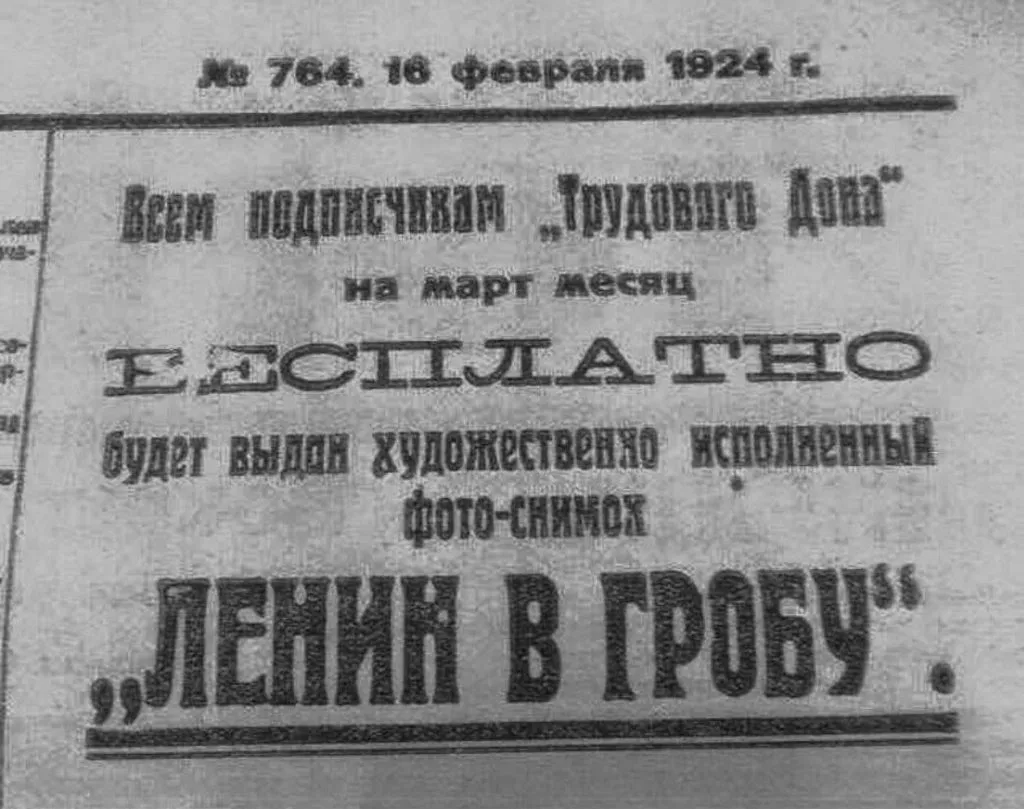 № 764. 16 февраля 1924 г.
Всем подписчикам „Трудового Дона“
на март месяц
БЕСПЛАТНО
будет выдан художественно исполненный
фото-снимок
„ЛЕНИН В ГРОБУ“.